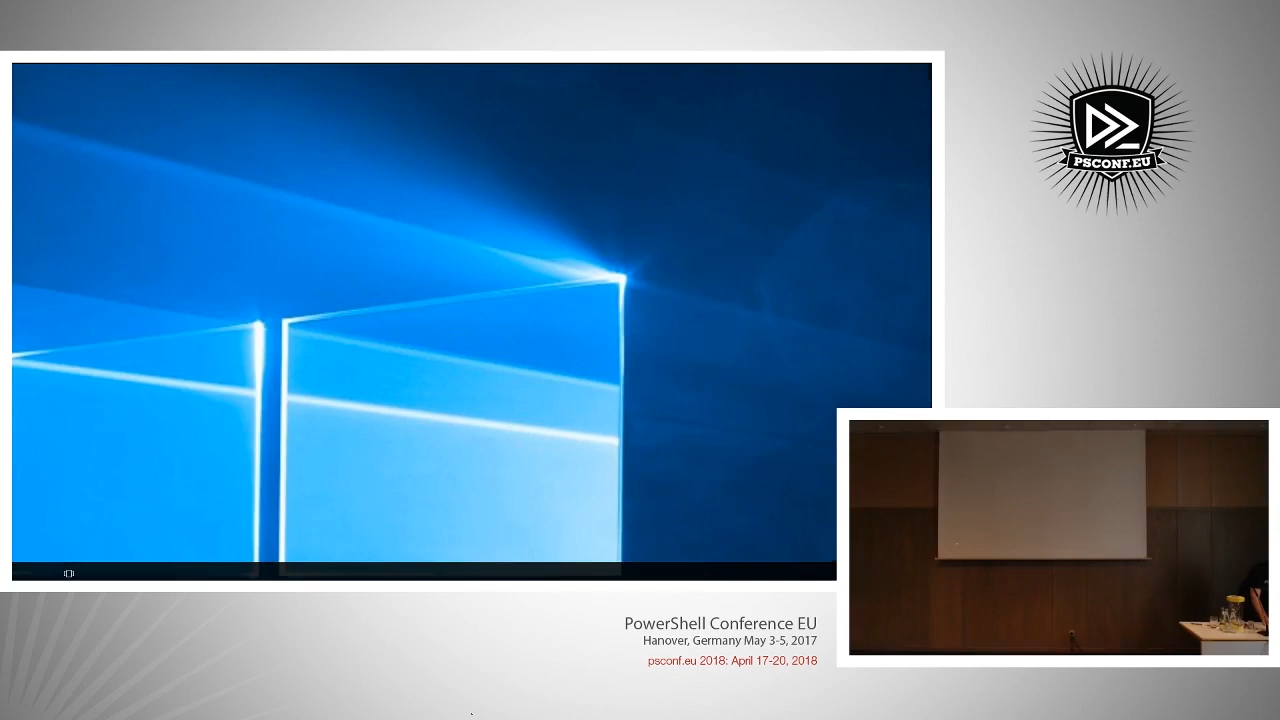 PSCONF.EU
PowerShell Conference EU
Hanover, Germany May 3-5, 2017
psconf.eu 2018: April 17-20, 2018